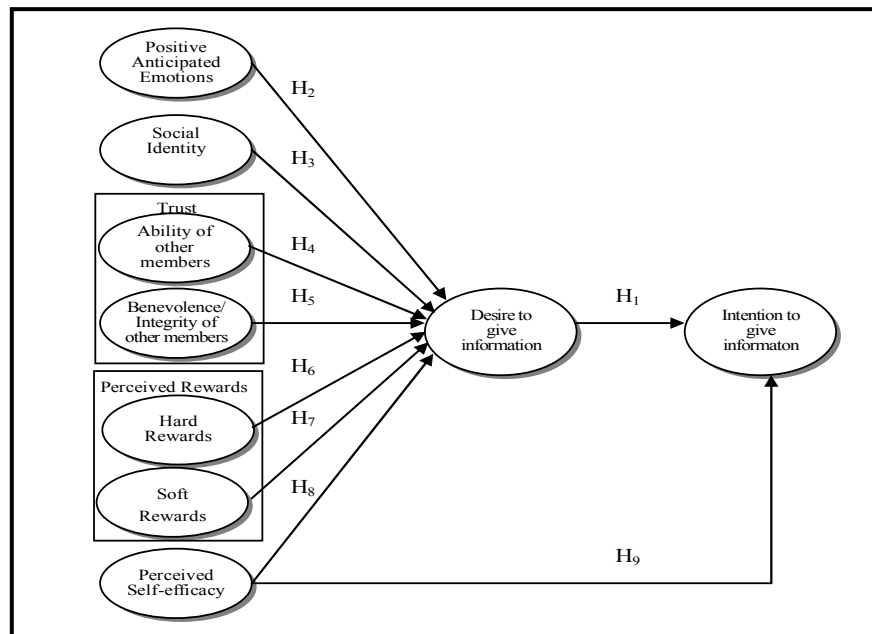 Positive
Anticipated
Emotions
H2
Social
Identity
H3
Trust
Ability of
other
members
H4
Benevolence/
Integrity of
other members
H5
Desire to
give
information
H1
Intention to
give
informaton
H6
Perceived Rewards
Hard
Rewards
H7
Soft
Rewards
H8
Perceived
Self-efficacy
H9